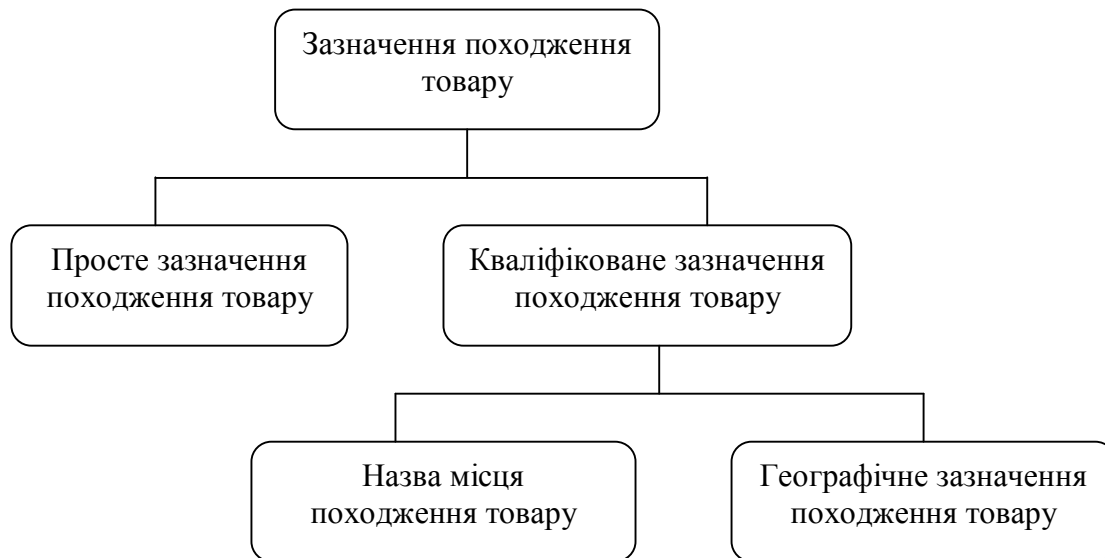 Зазначення походження
товару
Просте зазначення
походження товару
Кваліфіковане зазначення
походження товару
Назва місця
походження товару
Географічне зазначення
походження товару